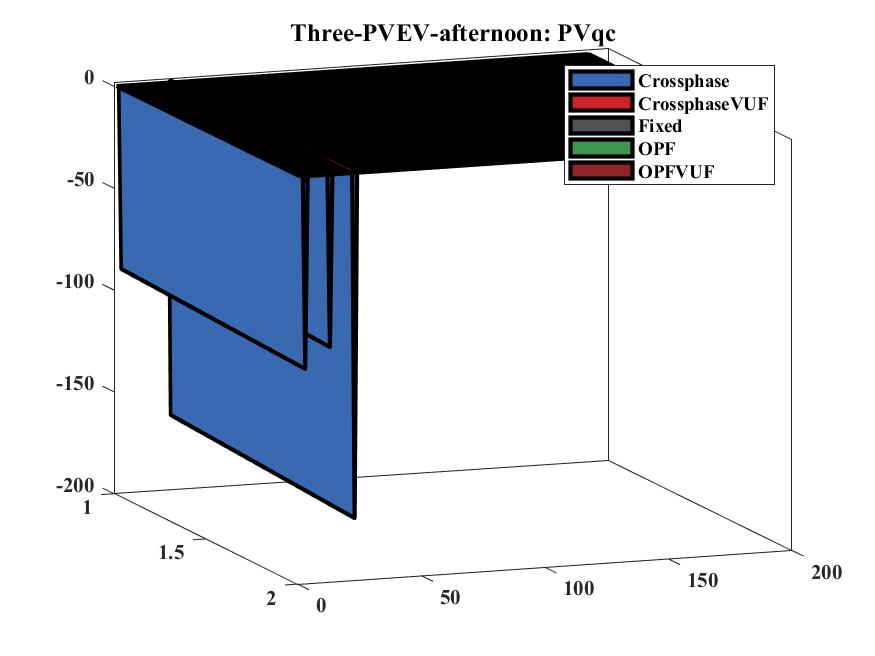 Three-PVEV-afternoon: PVqc
Crossphase
CrossphaseVUF
Fixed
OPF
OPFVUF
0
-50
-100
-150
-200
1
1.5
2
0
50
100
150
200